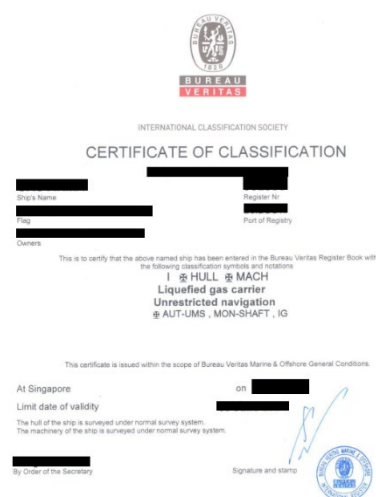 1828
BUREAU
VERITAS
INTERNATIONAL CLASSIFICATION SOCIETY
CERTIFICATE OF CLASSIFICATION
Ship's Name
Register Nr
Flag
Port of Registry
Owners
This is to certify that the above named ship has been entered in the Bureau Veritas Register Book with
the following classification symbols and notations
I ✠ HULL ✠ MACH
Liquefied gas carrier
Unrestricted navigation
✠ AUT-UMS , MON-SHAFT , IG
This certificate is issued within the scope of Bureau Veritas Marine & Offshore General Conditions.
At Singapore on
Limit date of validity
The hull of the ship is surveyed under normal survey system.
The machinery of the ship is surveyed under normal survey system.
By Order of the Secretary
Signature and stamp